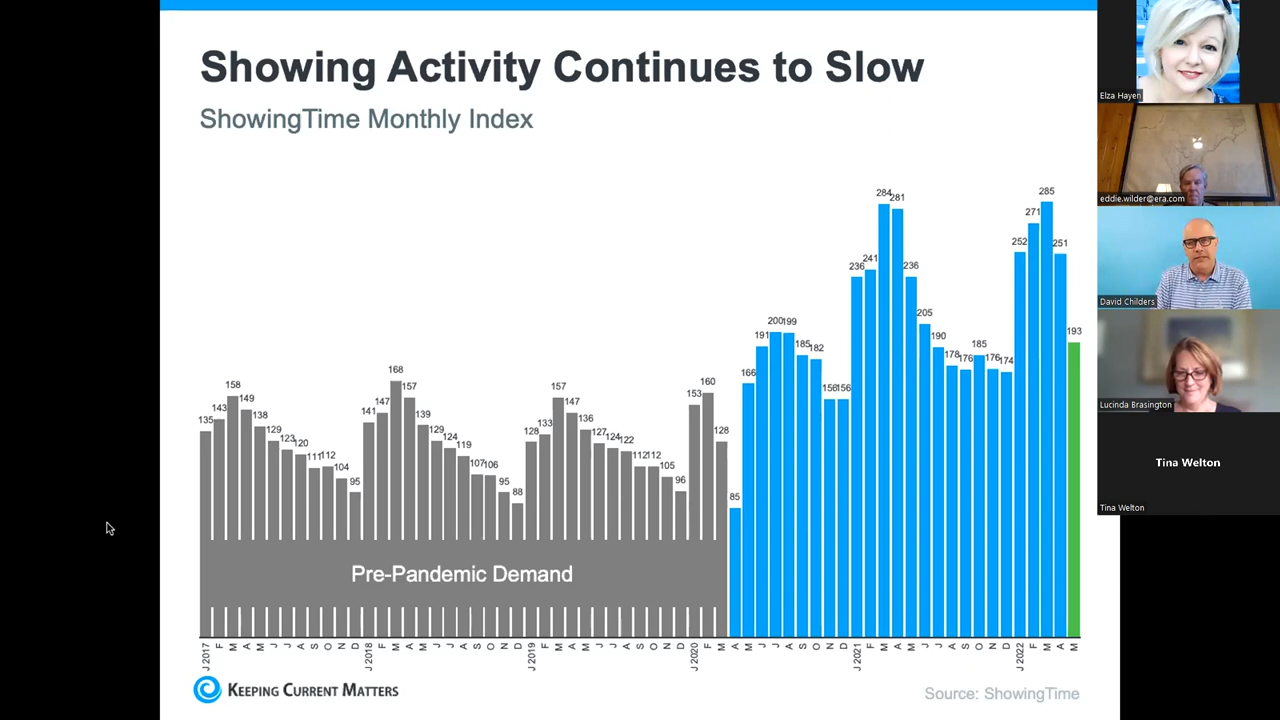 Showing Activity Continues to Slow
ShowingTime Monthly Index
135 143 158 149 138 129 123 120 111 112 104 95 141 147 168 157 139 129 124 119 107 106 95 88 128 133 157 147 136 127 124 122 112 112 105 96 153 160 128 85 166 191 200 199 185 182 156 156 236 241 284 281 236 205 190 178 176 185 176 174 252 271 285 251 193
Pre-Pandemic Demand
J 2017 F M A M J J A S O N D J 2018 F M A M J J A S O N D J 2019 F M A M J J A S O N D J 2020 F M A M J J A S O N D J 2021 F M A M J J A S O N D J 2022 F M A M
KEEPING CURRENT MATTERS
Source: ShowingTime
Elza Hayen
eddie.wilder@era.com
David Childers
Lucinda Brasington
Tina Welton
Tina Welton